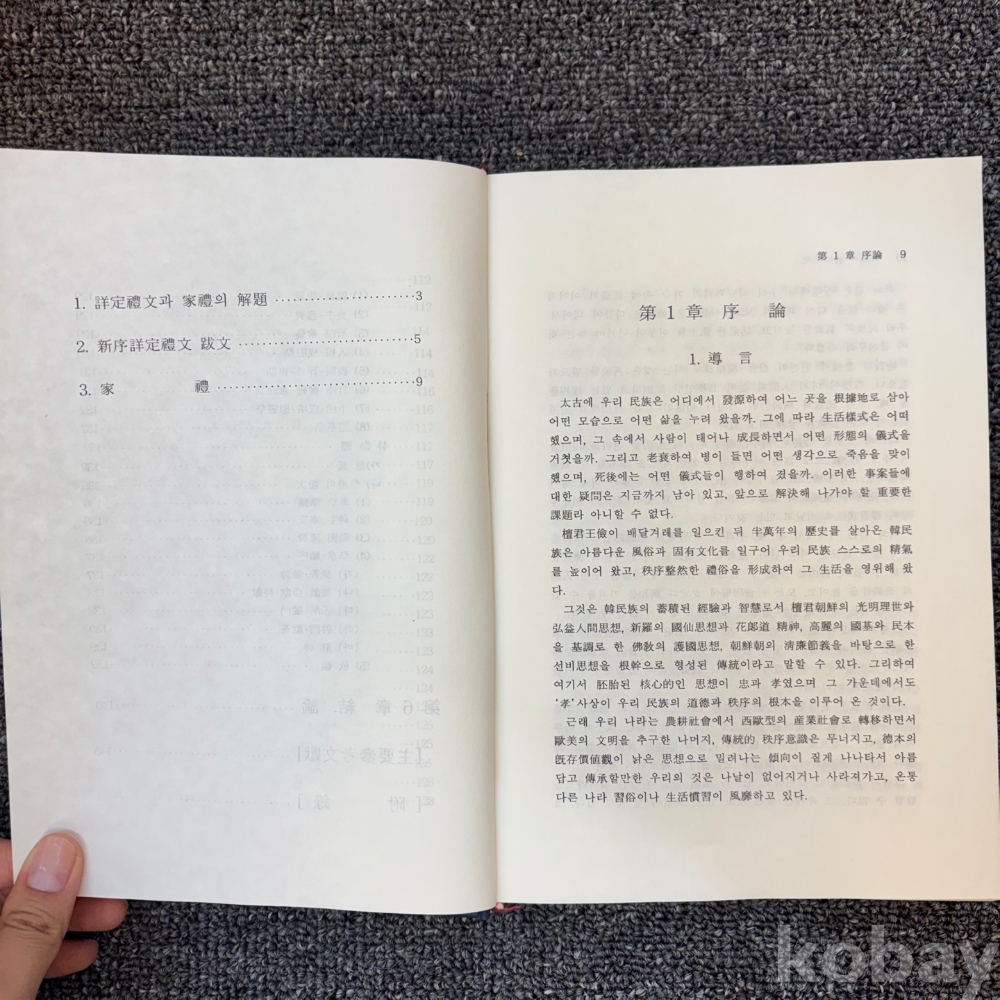 1. 詳定禮文과 家禮의 解題 ……………………3
2. 新序詳定禮文 跋文 ……………………5
3. 家 禮 ……………………9
第 1 章 序論 9
第 1 章 序 論
1. 導 言
太古에 우리 民族은 어디에서 發源하여 어느 곳을 根據地로 삼아
어떤 모습으로 어떤 삶을 누려 왔을까. 그에 따라 生活樣式은 어떠
했으며, 그 속에서 사람이 태어나 成長하면서 어떤 形態의 儀式을
거쳤을까. 그리고 老衰하여 병이 들면 어떤 생각으로 죽음을 맞이
했으며, 死後에는 어떤 儀式들이 행하여 졌을까. 이러한 事案들에
대한 疑問은 지금까지 남아 있고, 앞으로 解決해 나가야 할 重要한
課題라 아니할 수 없다.
檀君王儉이 배달겨레를 일으킨 뒤 半萬年의 歷史를 살아온 韓民
族은 아름다운 風俗과 固有文化를 일구어 우리 民族 스스로의 精氣
를 높이어 왔고, 秩序整然한 禮俗을 形成하여 그 生活을 영위해 왔
다.
그것은 韓民族의 蓄積된 經驗과 智慧로서 檀君朝鮮의 光明理世와
弘益人間思想, 新羅의 國仙思想과 花郞道 精神, 高麗의 國基와 民本
을 基調로 한 佛敎의 護國思想, 朝鮮朝의 淸廉節義을 바탕으로 한
선비思想을 根幹으로 형성된 傳統이라고 말할 수 있다. 그리하여
여기서 胚胎된 核心的인 思想이 忠과 孝였으며 그 가운데에서도
‘孝’사상이 우리 民族의 道德과 秩序의 根本을 이루어 온 것이다.
근래 우리 나라는 農耕社會에서 西歐型의 産業社會로 轉移하면서
歐美의 文明을 추구한 나머지, 傳統的 秩序意識은 무너지고, 德本의
旣存價値觀이 낡은 思想으로 밀려나는 傾向이 짙게 나나타서 아름
답고 傳承할만한 우리의 것은 나날이 없어지거나 사라져가고, 온통
다른 나라 習俗이나 生活慣習이 風靡하고 있다.
kobay